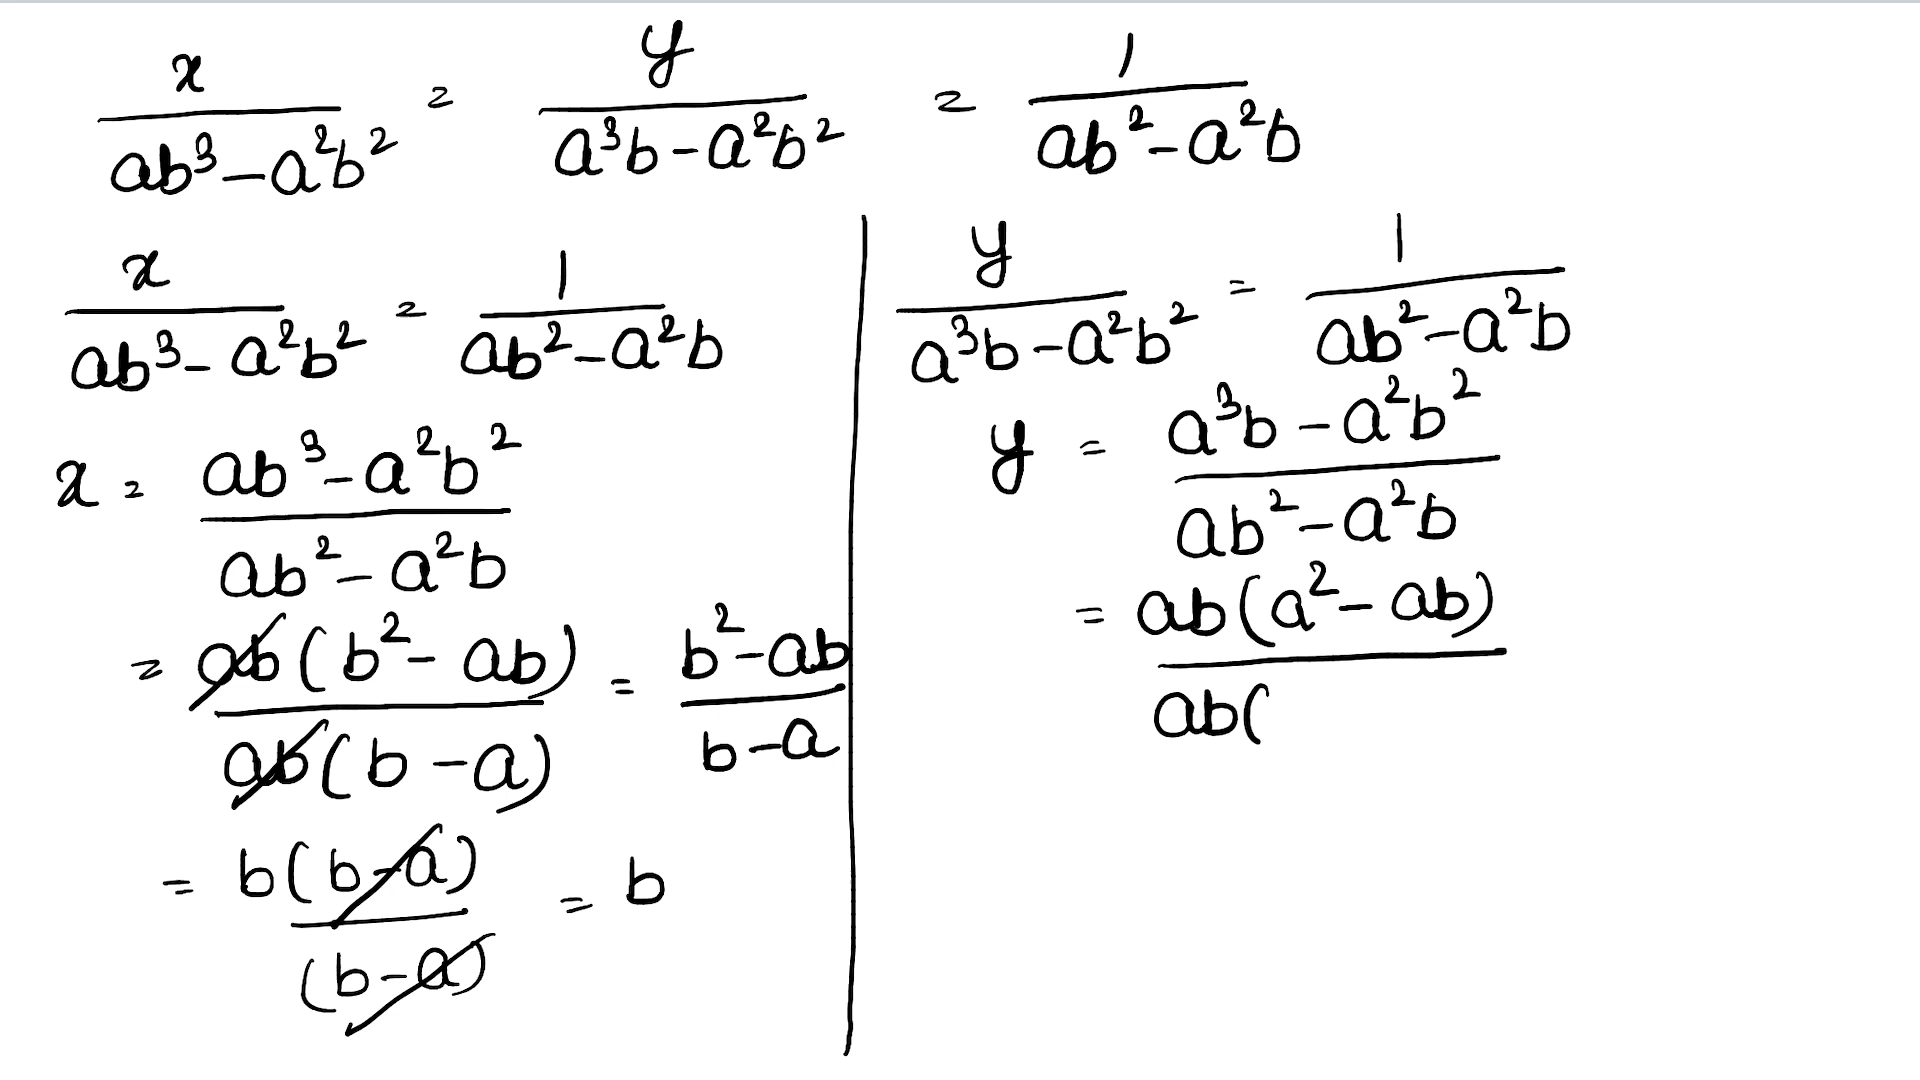 x/(ab³-a²b²) = y/(a³b-a²b²) = 1/(ab²-a²b)
x/(ab³-a²b²) = 1/(ab²-a²b)
x = (ab³-a²b²)/(ab²-a²b)
= ab(b²-ab)/ab(b-a) = (b²-ab)/(b-a)
= b(b-a)/(b-a) = b
y/(a³b-a²b²) = 1/(ab²-a²b)
y = (a³b-a²b²)/(ab²-a²b)
= ab(a²-ab)/ab(